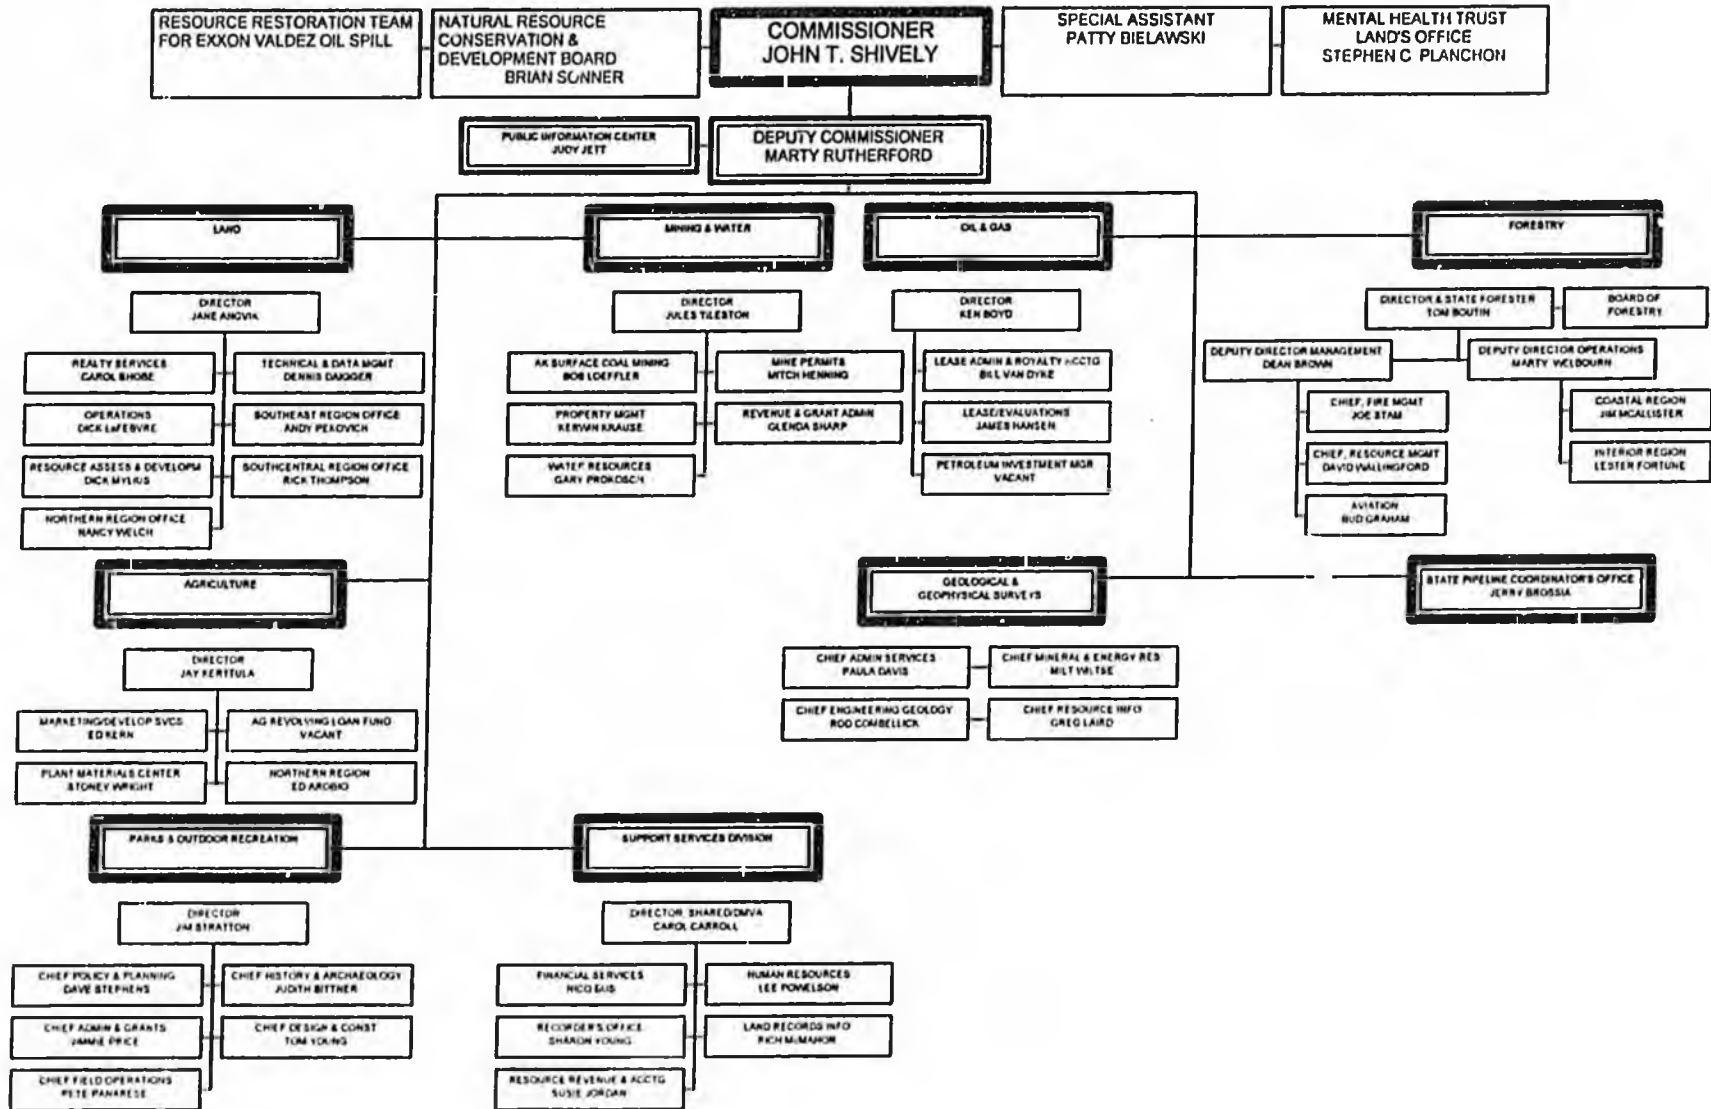 RESOURCE RESTORATION TEAM
FOR EXXON VALDEZ OIL SPILL
NATURAL RESOURCE
CONSERVATION &
DEVELOPMENT BOARD
BRIAN SONNER
COMMISSIONER
JOHN T. SHIVELY
SPECIAL ASSISTANT
PATTY BIELAWSKI
MENTAL HEALTH TRUST
LAND'S OFFICE
STEPHEN C PLANCHON
PUBLIC INFORMATION CENTER
JUDY JETT
DEPUTY COMMISSIONER
MARTY RUTHERFORD
LAND
MINING & WATER
OIL & GAS
FORESTRY
DIRECTOR
JANE ANGVIK
DIRECTOR
JULES TILESTON
DIRECTOR
KEN BOYD
DIRECTOR & STATE FORESTER
TOM BOUTIN
BOARD OF
FORESTRY
REALTY SERVICES
CAROL SHOBE
TECHNICAL & DATA MGMT
DENNIS
AK SURFACE COAL MINING
BOB LOEFFLER
MINE PERMITS
MITCH HENNING
LEASE ADMIN & ROYALTY ACCTG
BILL VAN DYKE
DEPUTY DIRECTOR MANAGEMENT
DEAN BROWN
DEPUTY DIRECTOR OPERATIONS
MARTY WELBOURN
OPERATIONS
DICK LEFEBVRE
SOUTHEAST REGION OFFICE
ANDY PEKOVICH
PROPERTY MGMT
KERWIN KRAUSE
REVENUE & GRANT ADMIN
GLENDA SHARP
LEASE/EVALUATIONS
JAMES HANSEN
CHIEF, FIRE MGMT
JOE STAM
COASTAL REGION
JIM MCALLISTER
RESOURCE ASSESS & DEVELOPM
DICK MYLIUS
SOUTHCENTRAL REGION OFFICE
RICK THOMPSON
WATER RESOURCES
GARY PROKOSCH
PETROLEUM INVESTMENT MGR
VACANT
CHIEF, RESOURCE MGMT
DAVID WALLINGFORD
INTERIOR REGION
LESTER FORTUNE
NORTHERN REGION OFFICE
NANCY WELCH
AVIATION
BUD GRAHAM
AGRICULTURE
GEOLOGICAL &
GEOPHYSICAL SURVEYS
STATE PIPELINE COORDINATOR'S OFFICE
JERRY BROSSIA
DIRECTOR
JAY KERTTULA
CHIEF ADMIN SERVICES
PAULA DAVIS
CHIEF MINERAL & ENERGY RES
MILT WILTSE
MARKETING/DEVELOP SVCS
ED KERN
AG REVOLVING LOAN FUND
VACANT
CHIEF ENGINEERING GEOLOGY
ROD COMBELLICK
CHIEF RESOURCE INFO
GREG LAIRD
PLANT MATERIALS CENTER
STONEY WRIGHT
NORTHERN REGION
ED AROBIO
PARKS & OUTDOOR RECREATION
SUPPORT SERVICES DIVISION
DIRECTOR
JIM STRATTON
DIRECTOR, SHARED/DMVA
CAROL CARROLL
CHIEF POLICY & PLANNING
DAVE STEPHENS
CHIEF HISTORY & ARCHAEOLOGY
JUDITH BITTNER
FINANCIAL SERVICES
NICO BUS
HUMAN RESOURCES
LEE POWELSON
CHIEF ADMIN & GRANTS
JIMMIE PRICE
CHIEF DESIGN & CONST
TOM YOUNG
RECORDER'S OFFICE
SHARON YOUNG
LAND RECORDS INFO
RICH McMAHON
CHIEF FIELD OPERATIONS
PETE PANARESE
RESOURCE REVENUE & ACCTG
SUSIE JORDAN